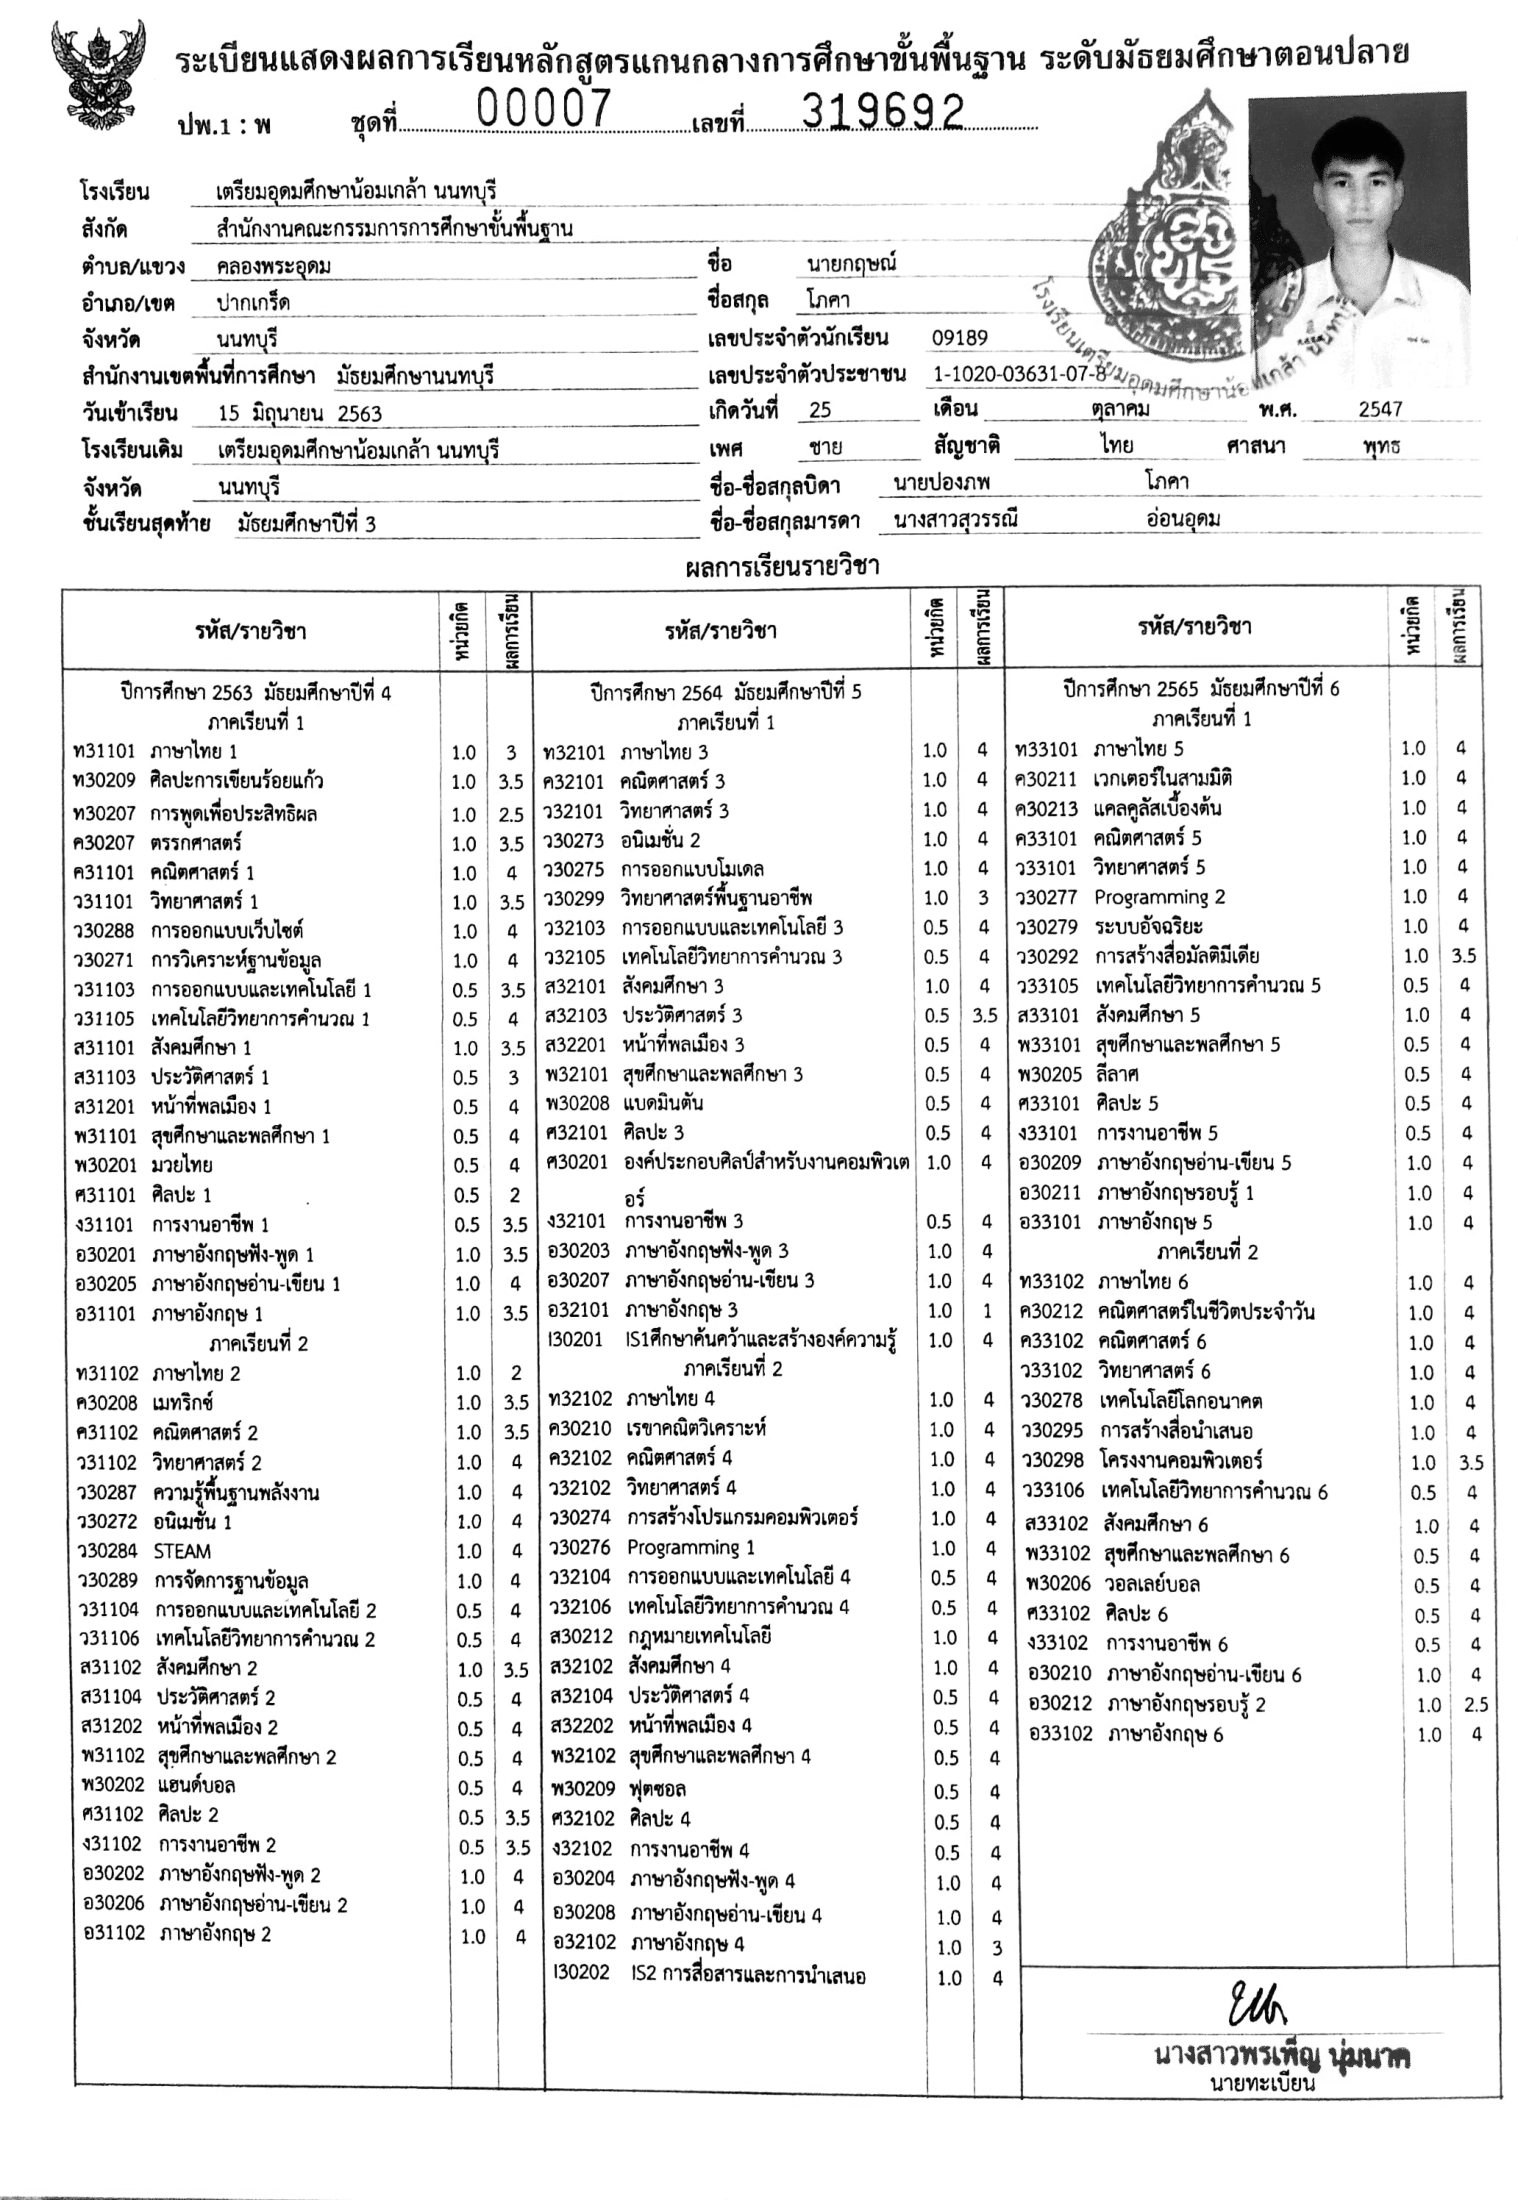 ระเบียนแสดงผลการเรียนหลักสูตรแกนกลางการศึกษาขั้นพื้นฐาน ระดับมัธยมศึกษาตอนปลาย
ปพ.1 : พ ชุดที่ 00007 เลขที่ 319692
โรงเรียน เตรียมอุดมศึกษาน้อมเกล้า นนทบุรี
สังกัด สำนักงานคณะกรรมการการศึกษาขั้นพื้นฐาน
ตำบล/แขวง คลองพระอุดม
อำเภอ/เขต ปากเกร็ด
จังหวัด นนทบุรี
สำนักงานเขตพื้นที่การศึกษา มัธยมศึกษานนทบุรี
วันเข้าเรียน 15 มิถุนายน 2563
โรงเรียนเดิม เตรียมอุดมศึกษาน้อมเกล้า นนทบุรี
จังหวัด นนทบุรี
ชั้นเรียนสุดท้าย มัธยมศึกษาปีที่ 3
ชื่อ นายกฤษณ์
ชื่อสกุล โภคา
เลขประจำตัวนักเรียน 09189
เลขประจำตัวประชาชน 1-1020-03631-07-8
เกิดวันที่ 25 เดือน ตุลาคม พ.ศ. 2547
เพศ ชาย สัญชาติ ไทย ศาสนา พุทธ
ชื่อ-ชื่อสกุลบิดา นายปองภพ โภคา
ชื่อ-ชื่อสกุลมารดา นางสาวสุวรรณี อ่อนอุดม
โรงเรียนเตรียมอุดมศึกษาน้อมเกล้า นนทบุรี
ผลการเรียนรายวิชา
รหัส/รายวิชา หน่วยกิต ผลการเรียน
ปีการศึกษา 2563 มัธยมศึกษาปีที่ 4
ภาคเรียนที่ 1
ท31101 ภาษาไทย 1 1.0 3
ท30209 ศิลปะการเขียนร้อยแก้ว 1.0 3.5
ท30207 การพูดเพื่อประสิทธิผล 1.0 2.5
ค30207 ตรรกศาสตร์ 1.0 3.5
ค31101 คณิตศาสตร์ 1 1.0 4
ว31101 วิทยาศาสตร์ 1 1.0 3.5
ว30288 การออกแบบเว็บไซต์ 1.0 4
ว30271 การวิเคราะห์ฐานข้อมูล 1.0 4
ว31103 การออกแบบและเทคโนโลยี 1 0.5 3.5
ว31105 เทคโนโลยีวิทยาการคำนวณ 1 0.5 4
ส31101 สังคมศึกษา 1 1.0 3.5
ส31103 ประวัติศาสตร์ 1 0.5 3
ส31201 หน้าที่พลเมือง 1 0.5 4
พ31101 สุขศึกษาและพลศึกษา 1 0.5 4
พ30201 มวยไทย 0.5 4
ศ31101 ศิลปะ 1 0.5 2
ง31101 การงานอาชีพ 1 0.5 3.5
อ30201 ภาษาอังกฤษฟัง-พูด 1 1.0 3.5
อ30205 ภาษาอังกฤษอ่าน-เขียน 1 1.0 4
อ31101 ภาษาอังกฤษ 1 1.0 3.5
ภาคเรียนที่ 2
ท31102 ภาษาไทย 2 1.0 2
ค30208 เมทริกซ์ 1.0 3.5
ค31102 คณิตศาสตร์ 2 1.0 3.5
ว31102 วิทยาศาสตร์ 2 1.0 4
ว30287 ความรู้พื้นฐานพลังงาน 1.0 4
ว30272 อนิเมชั่น 1 1.0 4
ว30284 STEAM 1.0 4
ว30289 การจัดการฐานข้อมูล 1.0 4
ว31104 การออกแบบและเทคโนโลยี 2 0.5 4
ว31106 เทคโนโลยีวิทยาการคำนวณ 2 0.5 4
ส31102 สังคมศึกษา 2 1.0 3.5
ส31104 ประวัติศาสตร์ 2 0.5 4
ส31202 หน้าที่พลเมือง 2 0.5 4
พ31102 สุขศึกษาและพลศึกษา 2 0.5 4
พ30202 แฮนด์บอล 0.5 4
ศ31102 ศิลปะ 2 0.5 3.5
ง31102 การงานอาชีพ 2 0.5 3.5
อ30202 ภาษาอังกฤษฟัง-พูด 2 1.0 4
อ30206 ภาษาอังกฤษอ่าน-เขียน 2 1.0 4
อ31102 ภาษาอังกฤษ 2 1.0 4
รหัส/รายวิชา หน่วยกิต ผลการเรียน
ปีการศึกษา 2564 มัธยมศึกษาปีที่ 5
ภาคเรียนที่ 1
ท32101 ภาษาไทย 3 1.0 4
ค32101 คณิตศาสตร์ 3 1.0 4
ว32101 วิทยาศาสตร์ 3 1.0 4
ว30273 อนิเมชั่น 2 1.0 4
ว30275 การออกแบบโมเดล 1.0 4
ว30299 วิทยาศาสตร์พื้นฐานอาชีพ 1.0 3
ว32103 การออกแบบและเทคโนโลยี 3 0.5 4
ว32105 เทคโนโลยีวิทยาการคำนวณ 3 0.5 4
ส32101 สังคมศึกษา 3 1.0 4
ส32103 ประวัติศาสตร์ 3 0.5 3.5
ส32201 หน้าที่พลเมือง 3 0.5 4
พ32101 สุขศึกษาและพลศึกษา 3 0.5 4
พ30208 แบดมินตัน 0.5 4
ศ32101 ศิลปะ 3 0.5 4
ศ30201 องค์ประกอบศิลป์สำหรับงานคอมพิวเต 1.0 4
อร์
ง32101 การงานอาชีพ 3 0.5 4
อ30203 ภาษาอังกฤษฟัง-พูด 3 1.0 4
อ30207 ภาษาอังกฤษอ่าน-เขียน 3 1.0 4
อ32101 ภาษาอังกฤษ 3 1.0 1
I30201 IS1ศึกษาค้นคว้าและสร้างองค์ความรู้ 1.0 4
ภาคเรียนที่ 2
ท32102 ภาษาไทย 4 1.0 4
ค30210 เรขาคณิตวิเคราะห์ 1.0 4
ค32102 คณิตศาสตร์ 4 1.0 4
ว32102 วิทยาศาสตร์ 4 1.0 4
ว30274 การสร้างโปรแกรมคอมพิวเตอร์ 1.0 4
ว30276 Programming 1 1.0 4
ว32104 การออกแบบและเทคโนโลยี 4 0.5 4
ว32106 เทคโนโลยีวิทยาการคำนวณ 4 0.5 4
ส30212 กฎหมายเทคโนโลยี 1.0 4
ส32102 สังคมศึกษา 4 1.0 4
ส32104 ประวัติศาสตร์ 4 0.5 4
ส32202 หน้าที่พลเมือง 4 0.5 4
พ32102 สุขศึกษาและพลศึกษา 4 0.5 4
พ30209 ฟุตซอล 0.5 4
ศ32102 ศิลปะ 4 0.5 4
ง32102 การงานอาชีพ 4 0.5 4
อ30204 ภาษาอังกฤษฟัง-พูด 4 1.0 4
อ30208 ภาษาอังกฤษอ่าน-เขียน 4 1.0 4
อ32102 ภาษาอังกฤษ 4 1.0 3
I30202 IS2 การสื่อสารและการนำเสนอ 1.0 4
รหัส/รายวิชา หน่วยกิต ผลการเรียน
ปีการศึกษา 2565 มัธยมศึกษาปีที่ 6
ภาคเรียนที่ 1
ท33101 ภาษาไทย 5 1.0 4
ค30211 เวกเตอร์ในสามมิติ 1.0 4
ค30213 แคลคูลัสเบื้องต้น 1.0 4
ค33101 คณิตศาสตร์ 5 1.0 4
ว33101 วิทยาศาสตร์ 5 1.0 4
ว30277 Programming 2 1.0 4
ว30279 ระบบอัจฉริยะ 1.0 4
ว30292 การสร้างสื่อมัลติมีเดีย 1.0 3.5
ว33105 เทคโนโลยีวิทยาการคำนวณ 5 0.5 4
ส33101 สังคมศึกษา 5 1.0 4
พ33101 สุขศึกษาและพลศึกษา 5 0.5 4
พ30205 ลีลาศ 0.5 4
ศ33101 ศิลปะ 5 0.5 4
ง33101 การงานอาชีพ 5 0.5 4
อ30209 ภาษาอังกฤษอ่าน-เขียน 5 1.0 4
อ30211 ภาษาอังกฤษรอบรู้ 1 1.0 4
อ33101 ภาษาอังกฤษ 5 1.0 4
ภาคเรียนที่ 2
ท33102 ภาษาไทย 6 1.0 4
ค30212 คณิตศาสตร์ในชีวิตประจำวัน 1.0 4
ค33102 คณิตศาสตร์ 6 1.0 4
ว33102 วิทยาศาสตร์ 6 1.0 4
ว30278 เทคโนโลยีโลกอนาคต 1.0 4
ว30295 การสร้างสื่อนำเสนอ 1.0 4
ว30298 โครงงานคอมพิวเตอร์ 1.0 3.5
ว33106 เทคโนโลยีวิทยาการคำนวณ 6 0.5 4
ส33102 สังคมศึกษา 6 1.0 4
พ33102 สุขศึกษาและพลศึกษา 6 0.5 4
พ30206 วอลเลย์บอล 0.5 4
ศ33102 ศิลปะ 6 0.5 4
ง33102 การงานอาชีพ 6 0.5 4
อ30210 ภาษาอังกฤษอ่าน-เขียน 6 1.0 4
อ30212 ภาษาอังกฤษรอบรู้ 2 1.0 2.5
อ33102 ภาษาอังกฤษ 6 1.0 4
นางสาวพรเพ็ญ นุ่มนาค
นายทะเบียน